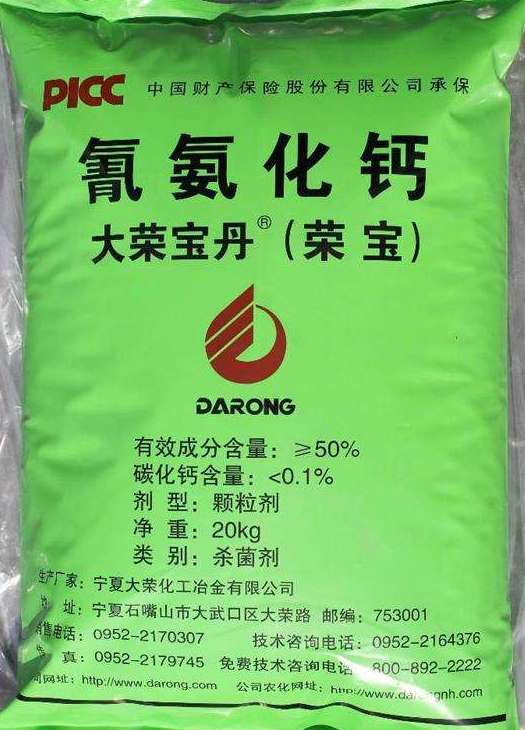 PICC 中国财产保险股份有限公司承保
氰氨化钙
大荣宝丹®(荣宝)
DARONG
有效成分含量：≥50%
碳化钙含量：<0.1%
剂 型：颗粒剂
净 重：20kg
类 别：杀菌剂
生产厂家：宁夏大荣化工冶金有限公司
址：宁夏石嘴山市大武口区大荣路 邮编：753001
销售电话：0952-2170307 技术咨询电话：0952-2164376
真：0952-2179745 免费技术咨询电话：800-892-2222
网址：http://www.darong.com 公司农化网址：http://www.darongnh.com